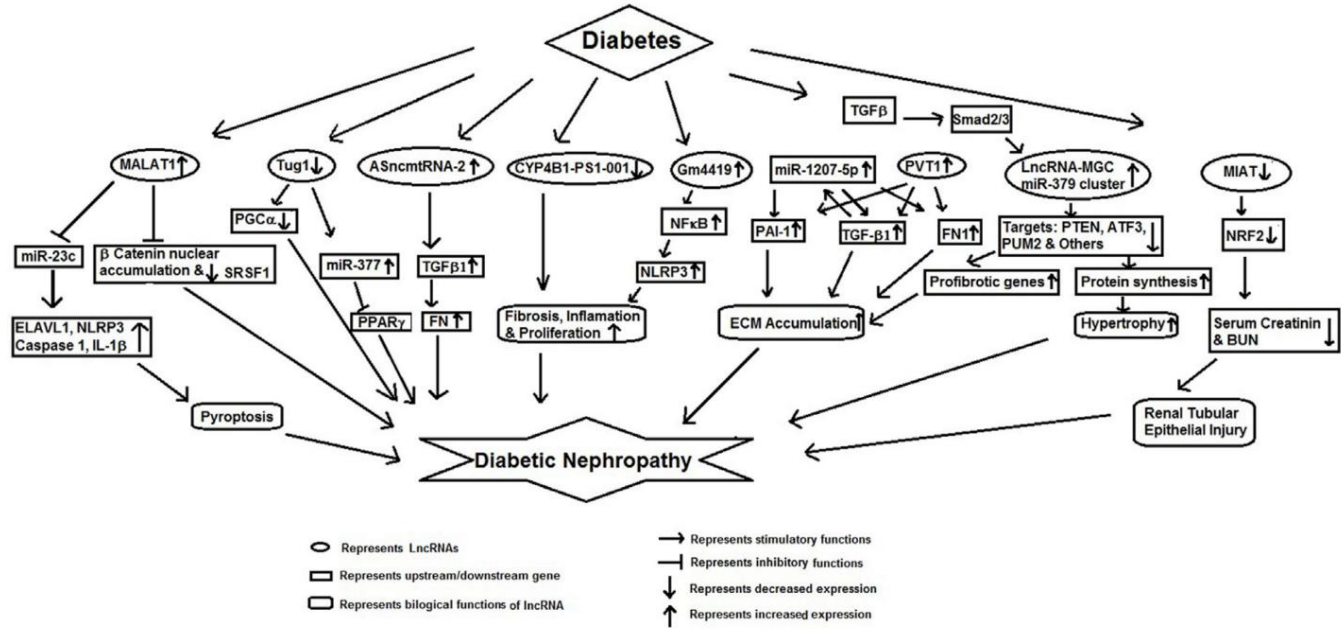 Diabetes
TGFβ
Smad2/3
MALAT1
Tug1
ASncmtRNA-2
CYP4B1-PS1-001
Gm4419
miR-1207-5p
PVT1
LncRNA-MGC
miR-379 cluster
MIAT
PGCα
NFκB
PAI-1
TGF-β1
FN1
Targets: PTEN, ATF3,
PUM2 & Others
NRF2
miR-23c
β Catenin nuclear
accumulation & SRSF1
miR-377
TGFβ1
NLRP3
Profibrotic genes
Protein synthesis
ELAVL1, NLRP3
Caspase 1, IL-1β
PPARγ
FN
Fibrosis, Inflamation
& Proliferation
ECM Accumulation
Hypertrophy
Serum Creatinin
& BUN
Pyroptosis
Renal Tubular
Epithelial Injury
Diabetic Nephropathy
Represents LncRNAs
Represents upstream/downstream gene
Represents bilogical functions of lncRNA
Represents stimulatory functions
Represents inhibitory functions
Represents decreased expression
Represents increased expression